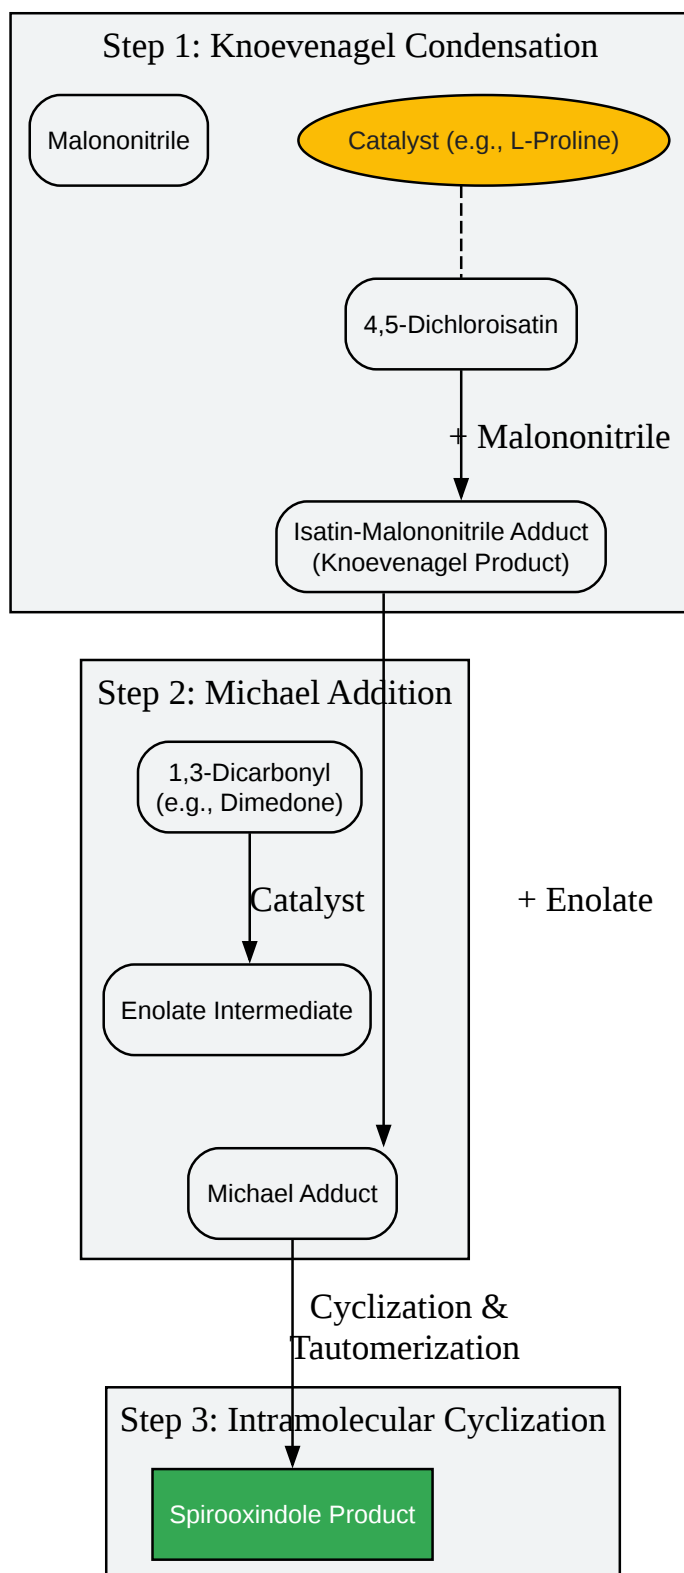 Step 1: Knoevenagel Condensation
Malononitrile
Catalyst (e.g., L-Proline)
4,5-Dichloroisatin
+ Malononitrile
Isatin-Malononitrile Adduct
(Knoevenagel Product)
Step 2: Michael Addition
1,3-Dicarbonyl
(e.g., Dimedone)
Catalyst
+ Enolate
Enolate Intermediate
Michael Adduct
Cyclization &
Tautomerization
Step 3: Intramolecular Cyclization
Spirooxindole Product